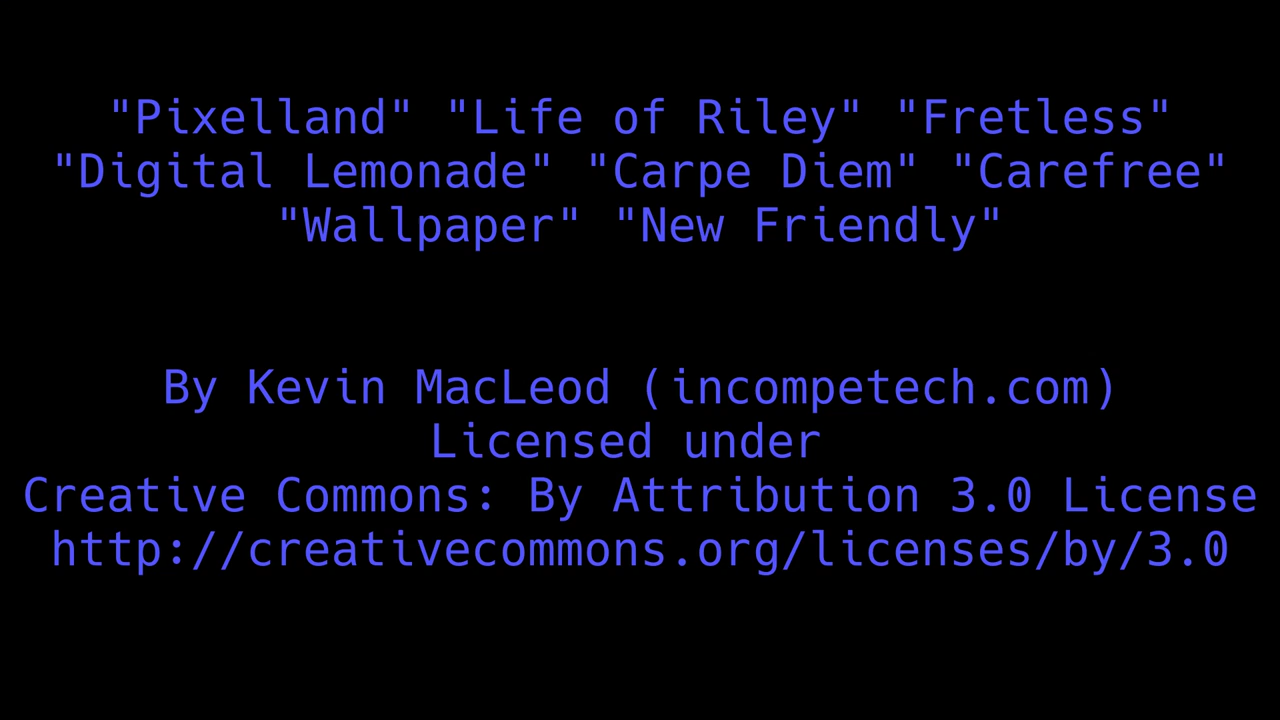 "Pixelland" "Life of Riley" "Fretless"
"Digital Lemonade" "Carpe Diem" "Carefree"
"Wallpaper" "New Friendly"
By Kevin MacLeod (incompetech.com)
Licensed under
Creative Commons: By Attribution 3.0 License
http://creativecommons.org/licenses/by/3.0